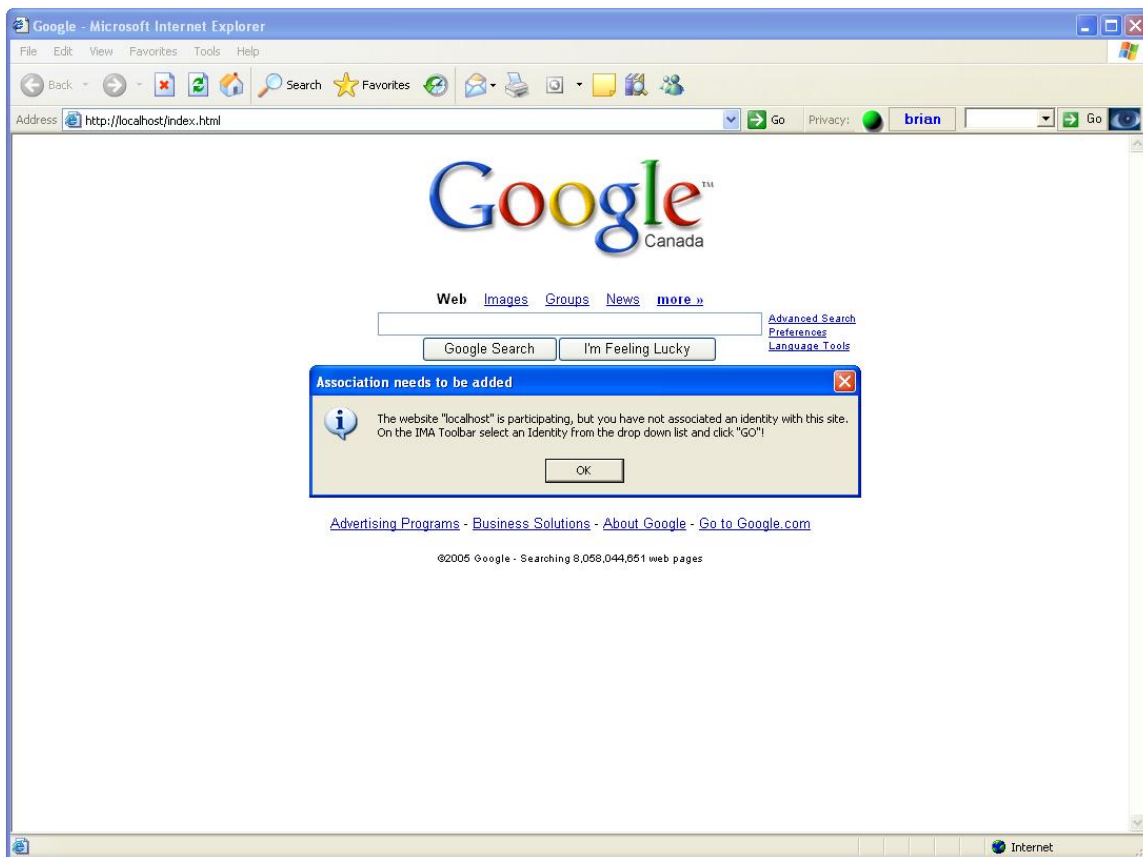 Google - Microsoft Internet Explorer
File Edit View Favorites Tools Help
Back Search Favorites
Address http://localhost/index.html Go Privacy: brian Go
Google™
Canada
Web Images Groups News more »
Advanced Search
Preferences
Language Tools
Google Search I'm Feeling Lucky
Association needs to be added
The website "localhost" is participating, but you have not associated an identity with this site.
On the IMA Toolbar select an Identity from the drop down list and click "GO"!
OK
Advertising Programs - Business Solutions - About Google - Go to Google.com
©2005 Google - Searching 8,058,044,651 web pages
Internet